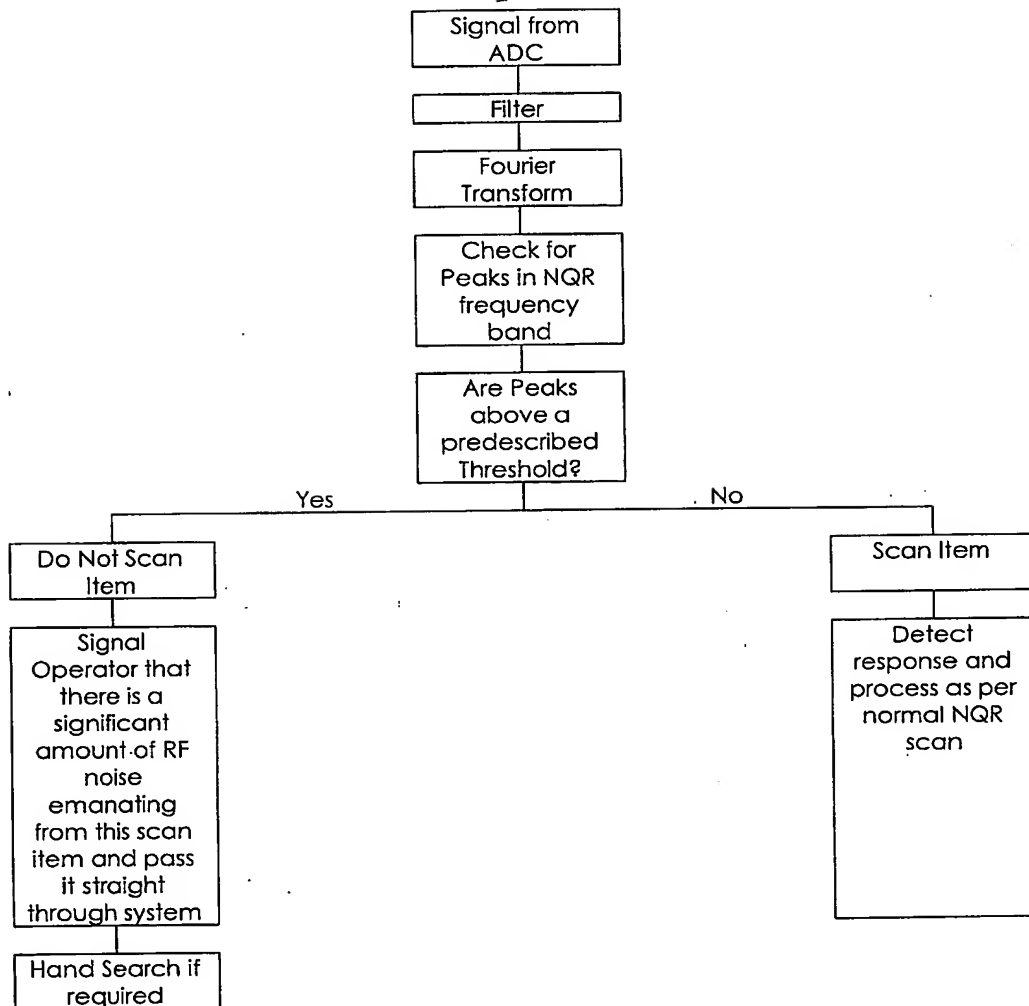 Signal from
ADC
Filter
Fourier
Transform
Check for
Peaks in NQR
frequency
band
Are Peaks
above a
predescribed
Threshold?
Yes
No
Do Not Scan
Item
Signal
Operator that
there is a
significant
amount of RF
noise
emanating
from this scan
item and pass
it straight
through system
Hand Search if
required
Scan Item
Detect
response and
process as per
normal NQR
scan